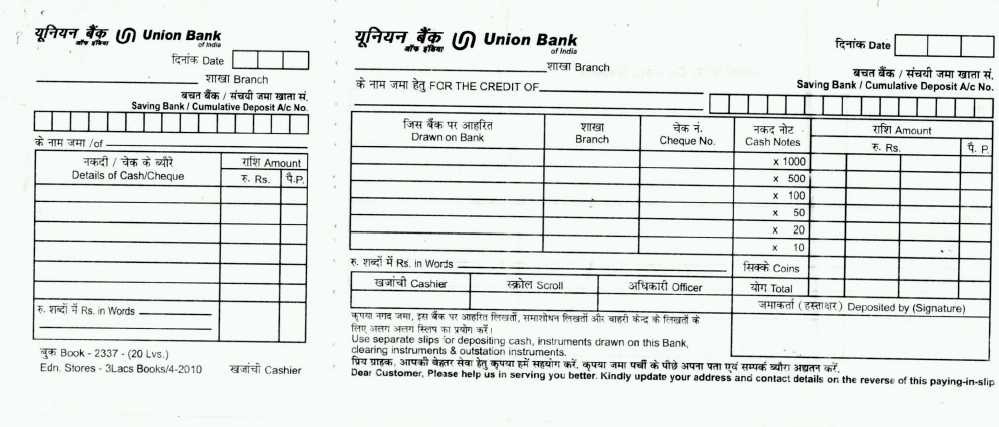 यूनियन बैंक Union Bank
ऑफ इंडिया of India
दिनांक Date
शाखा Branch
बचत बैंक / संचयी जमा खाता सं.
Saving Bank / Cumulative Deposit A/c No.
के नाम जमा /of
नकदी / चेक के ब्यौरे राशि Amount
Details of Cash/Cheque रु. Rs. पै.P.
रु. शब्दों में Rs. in Words
बुक Book - 2337 - (20 Lvs.)
Edn. Stores - 3Lacs Books/4-2010 खजांची Cashier
यूनियन बैंक Union Bank
ऑफ इंडिया of India
दिनांक Date
शाखा Branch
बचत बैंक / संचयी जमा खाता सं.
Saving Bank / Cumulative Deposit A/c No.
के नाम जमा हेतु FOR THE CREDIT OF
जिस बैंक पर आहरित शाखा चेक नं. नकद नोट राशि Amount
Drawn on Bank Branch Cheque No. Cash Notes रु. Rs. पै. P.
x 1000
x 500
x 100
x 50
x 20
x 10
रु. शब्दों में Rs. in Words सिक्के Coins
खजांची Cashier स्क्रोल Scroll अधिकारी Officer योग Total
जमाकर्ता ( हस्ताक्षर ) Deposited by (Signature)
कृपया नगद जमा, इस बैंक पर आहरित लिखतों, समाशोधन लिखतों और बाहरी केन्द्र के लिखतों के
लिए अलग अलग स्लिप का प्रयोग करें।
Use separate slips for depositing cash, instruments drawn on this Bank,
clearing instruments & outstation instruments.
प्रिय ग्राहक, आपकी बेहतर सेवा हेतु कृपया हमें सहयोग करें, कृपया जमा पर्ची के पीछे अपना पता एवं सम्पर्क ब्यौरा अद्यतन करें.
Dear Customer, Please help us in serving you better. Kindly update your address and contact details on the reverse of this paying-in-slip